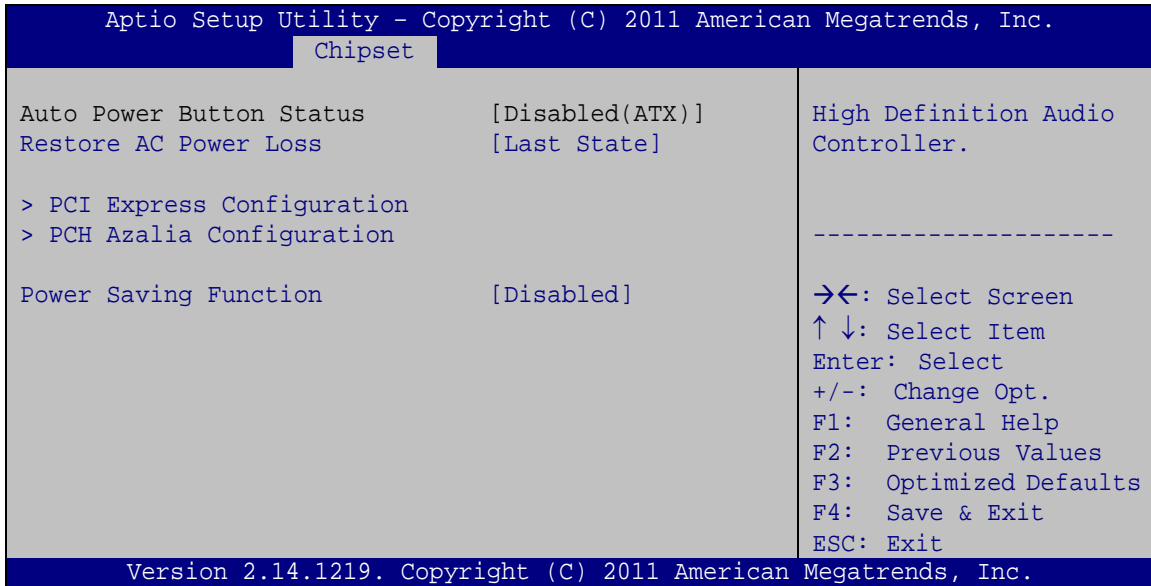 Aptio Setup Utility – Copyright (C) 2011 American Megatrends, Inc.
Chipset
Auto Power Button Status [Disabled(ATX)]
Restore AC Power Loss [Last State]
> PCI Express Configuration
> PCH Azalia Configuration
Power Saving Function [Disabled]
High Definition Audio
Controller.
---------------------
→←: Select Screen
↑ ↓: Select Item
Enter: Select
+/-: Change Opt.
F1: General Help
F2: Previous Values
F3: Optimized Defaults
F4: Save & Exit
ESC: Exit
Version 2.14.1219. Copyright (C) 2011 American Megatrends, Inc.